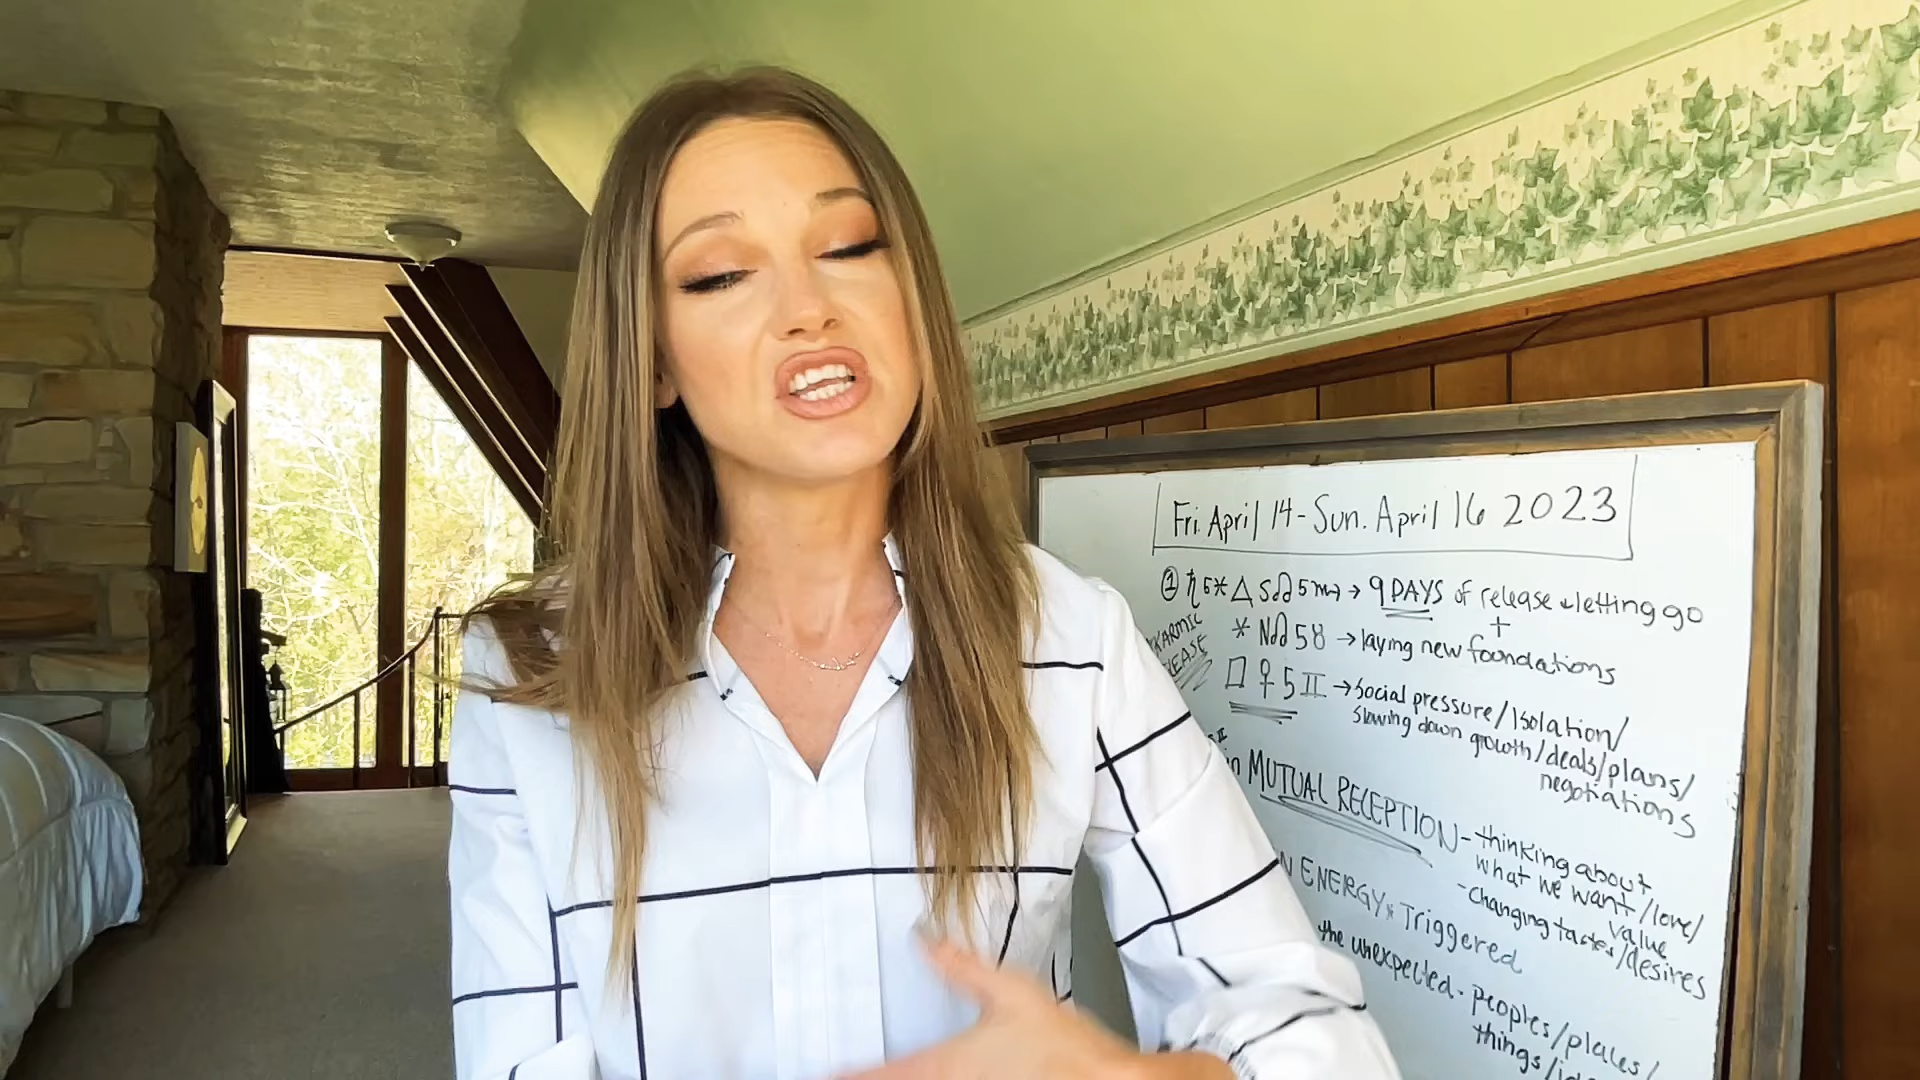 Fri. April 14 - Sun. April 16 2023
① ♄ 5° * △ S☊ 5 ♏ → 9 DAYS of release & letting go
+
* N☊ 5 ♉ → laying new foundations
KARMIC
□ ♀ 5 ♊ → Social pressure/Isolation/
Slowing down growth/deals/plans/
negotiations
in MUTUAL RECEPTION - thinking about
what we want/love/
value
- changing tastes/desires
ENERGY * Triggered
the unexpected - peoples/places/
things/